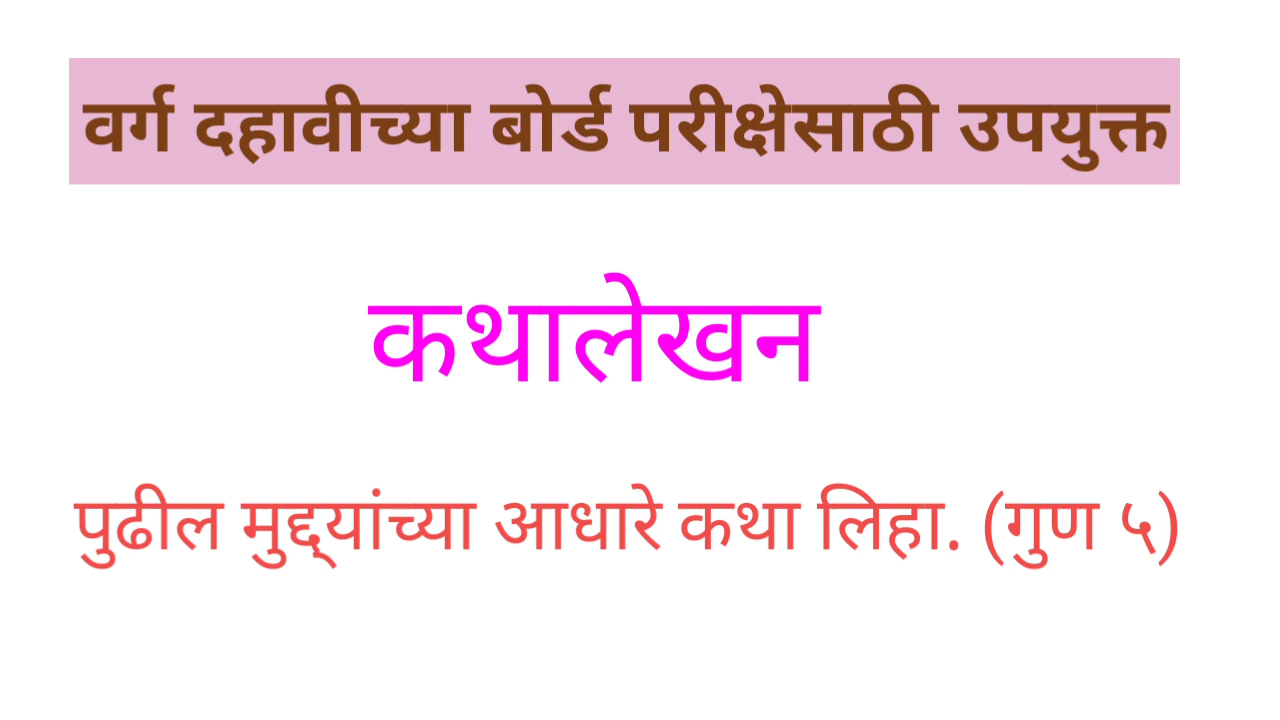 वर्ग दहावीच्या बोर्ड परीक्षेसाठी उपयुक्त
कथालेखन
पुढील मुद्द्यांच्या आधारे कथा लिहा. (गुण ५)